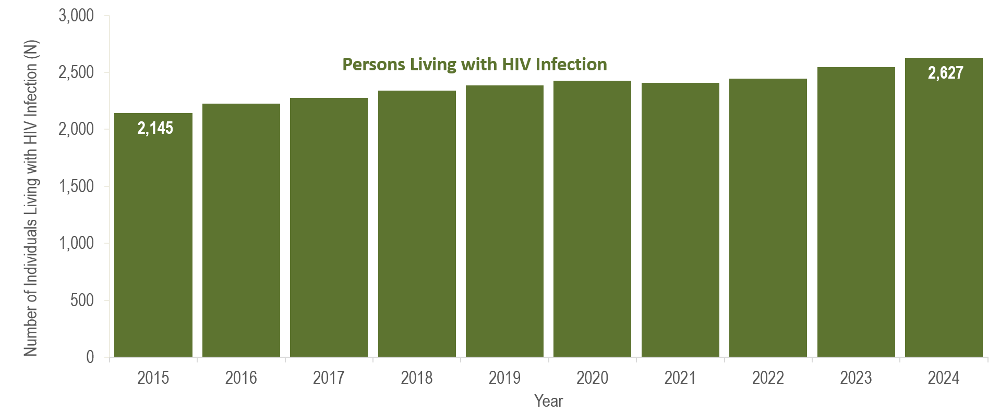 3,000
2,500
2,000
1,500
1,000
500
0
Number of Individuals Living with HIV Infection (N)
Persons Living with HIV Infection
2,145
2,627
2015 2016 2017 2018 2019 2020 2021 2022 2023 2024
Year